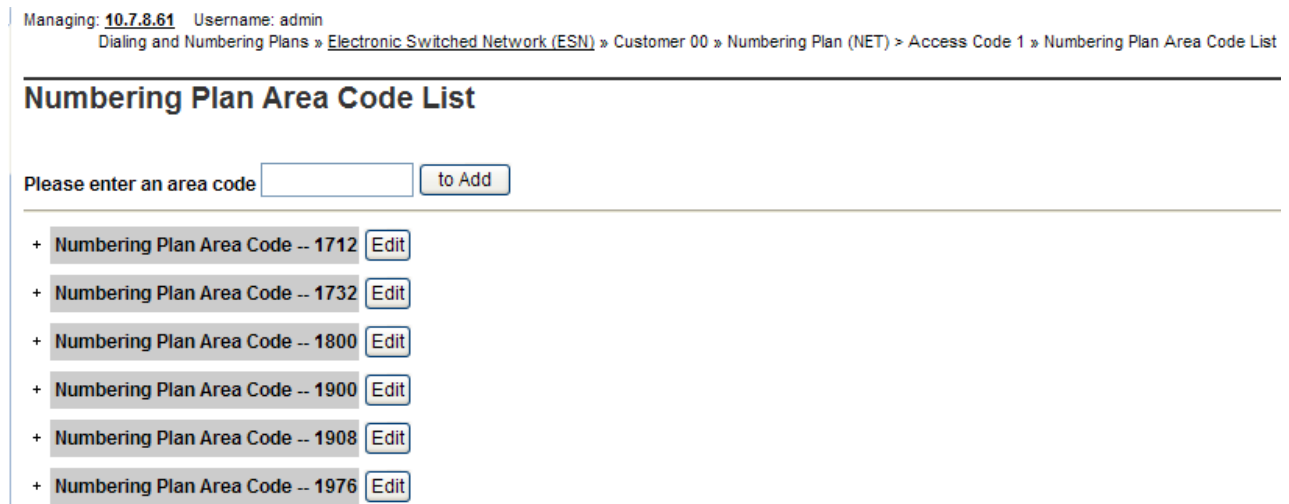 Managing: 10.7.8.61 Username: admin
Dialing and Numbering Plans » Electronic Switched Network (ESN) » Customer 00 » Numbering Plan (NET) > Access Code 1 » Numbering Plan Area Code List
Numbering Plan Area Code List
Please enter an area code to Add
+ Numbering Plan Area Code -- 1712 Edit
+ Numbering Plan Area Code -- 1732 Edit
+ Numbering Plan Area Code -- 1800 Edit
+ Numbering Plan Area Code -- 1900 Edit
+ Numbering Plan Area Code -- 1908 Edit
+ Numbering Plan Area Code -- 1976 Edit